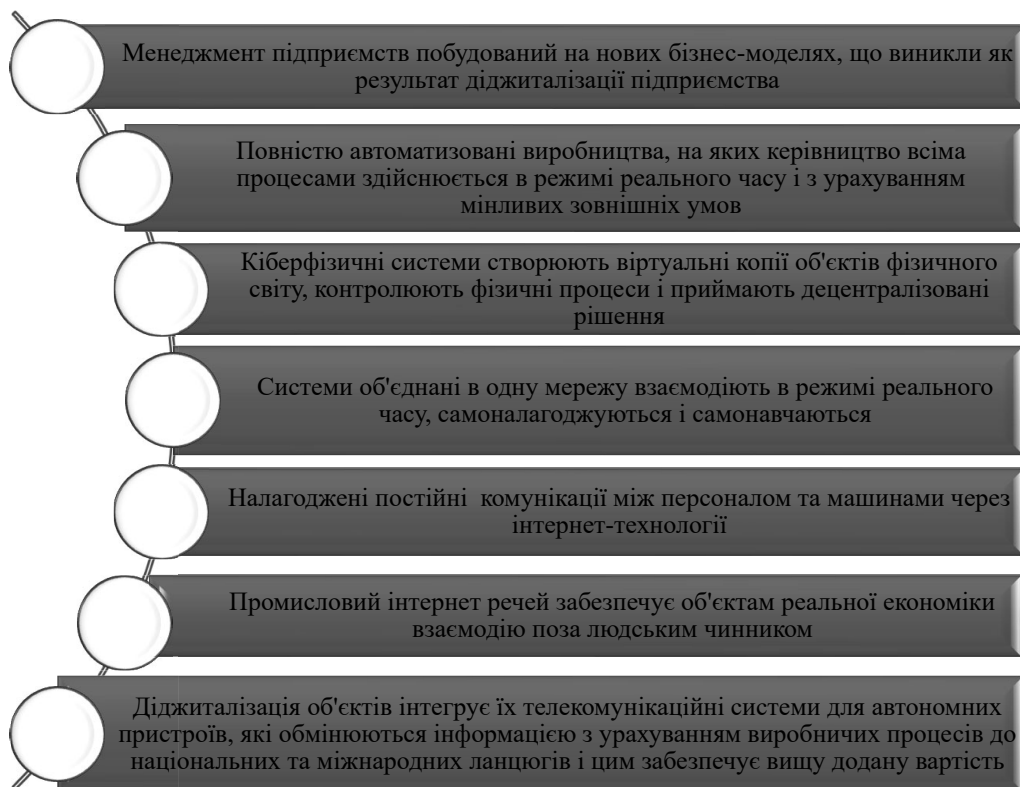 Менеджмент підприємств побудований на нових бізнес-моделях, що виникли як
результат діджиталізації підприємства
Повністю автоматизовані виробництва, на яких керівництво всіма
процесами здійснюється в режимі реального часу і з урахуванням
мінливих зовнішніх умов
Кіберфізичні системи створюють віртуальні копії об'єктів фізичного
світу, контролюють фізичні процеси і приймають децентралізовані
рішення
Системи об'єднані в одну мережу взаємодіють в режимі реального
часу, самоналагоджуються і самонавчаються
Налагоджені постійні  комунікації між персоналом та машинами через
інтернет-технології
Промисловий інтернет речей забезпечує об'єктам реальної економіки
взаємодію поза людським чинником
Діджиталізація об'єктів інтегрує їх телекомунікаційні системи для автономних
пристроїв, які обмінюються інформацією з урахуванням виробничих процесів до
національних та міжнародних ланцюгів і цим забезпечує вищу додану вартість